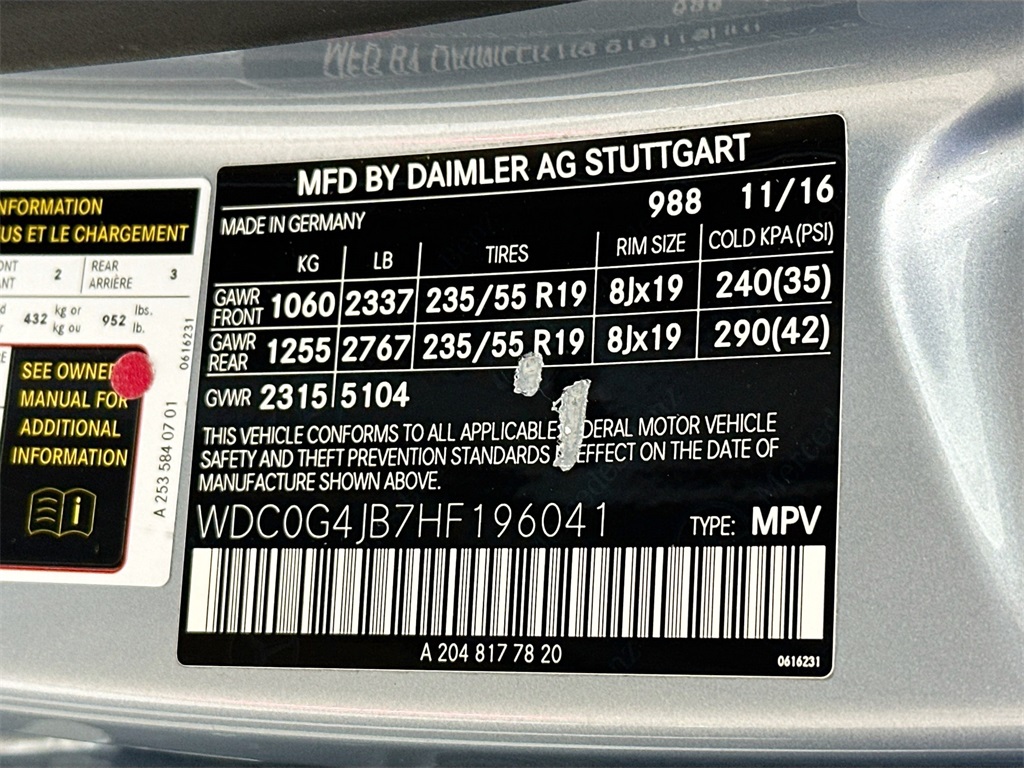 MFD BY DAIMLER AG STUTTGART
MADE IN GERMANY 988 11/16
KG LB TIRES RIM SIZE COLD KPA (PSI)
GAWR FRONT 1060 2337 235/55 R19 8Jx19 240(35)
GAWR REAR 1255 2767 235/55 R19 8Jx19 290(42)
GVWR 2315 5104
THIS VEHICLE CONFORMS TO ALL APPLICABLE DERAL MOTOR VEHICLE
SAFETY AND THEFT PREVENTION STANDARDS EFFECT ON THE DATE OF
MANUFACTURE SHOWN ABOVE.
WDC0G4JB7HF196041 TYPE: MPV
A 204 817 78 20
0616231
NFORMATION
US ET LE CHARGEMENT
2 REAR ARRIÈRE 3
432 kg or kg ou 952 lbs. lb.
SEE OWNER
MANUAL FOR
ADDITIONAL
INFORMATION
i
0616231
A 253 584 07 01